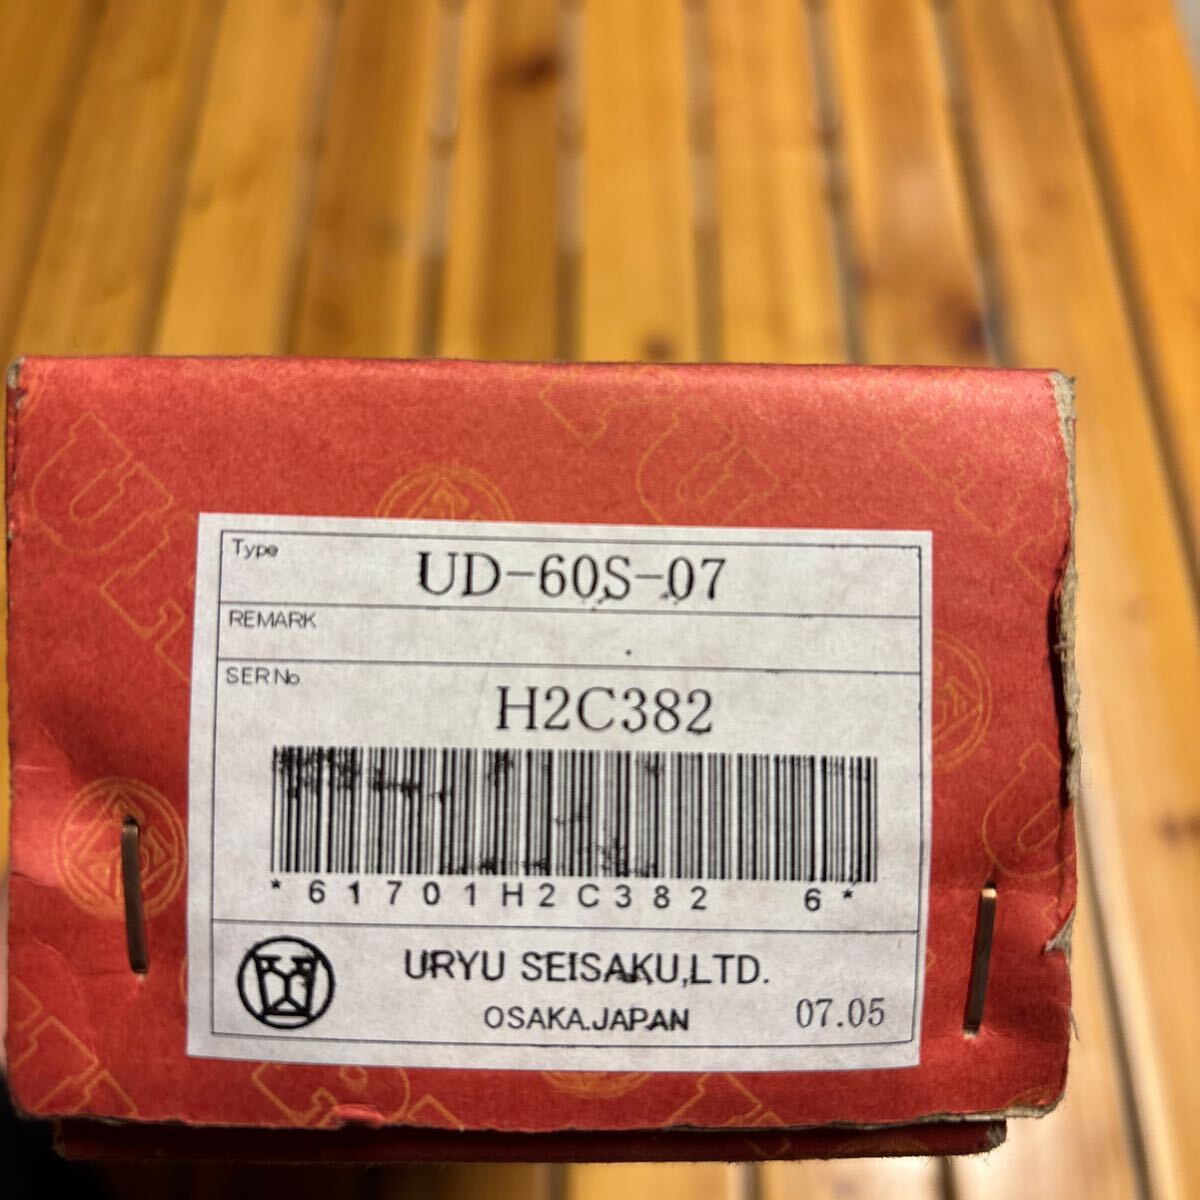 Type UD-60S-07
REMARK
SER No
H2C382
*61701H2C382 6*
URYU SEISAKU,LTD.
OSAKA.JAPAN 07.05